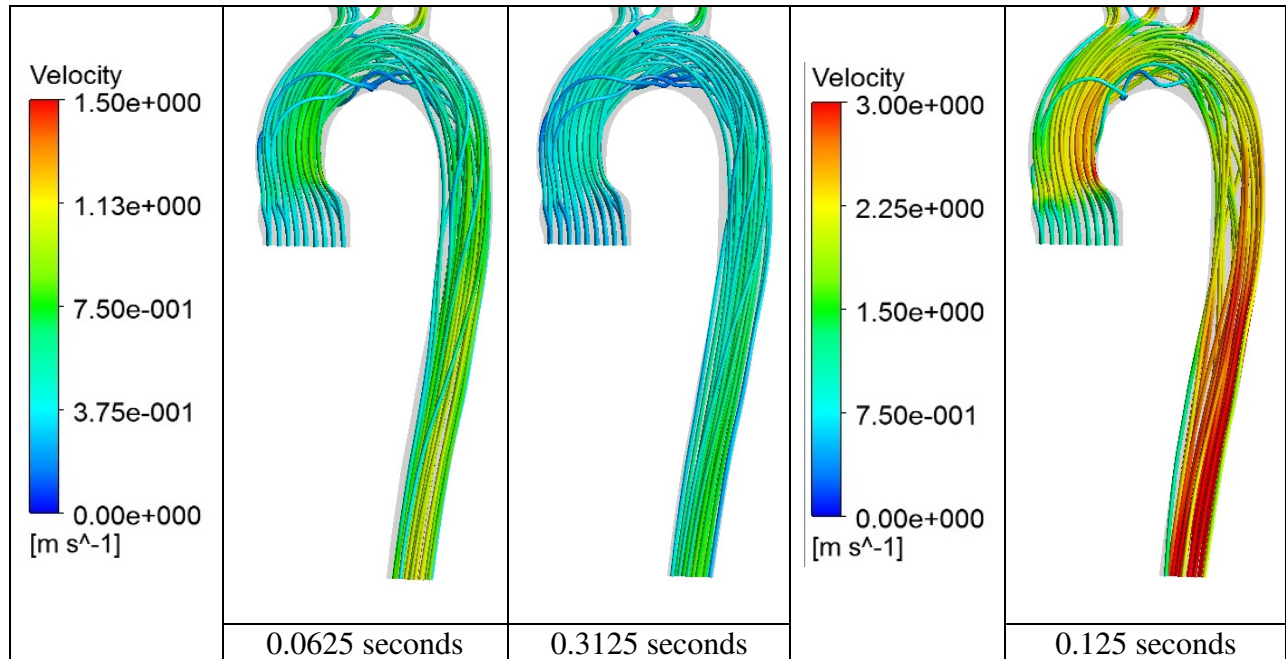 Velocity
1.50e+000
1.13e+000
7.50e-001
3.75e-001
0.00e+000
[m s^-1]
0.0625 seconds
0.3125 seconds
Velocity
3.00e+000
2.25e+000
1.50e+000
7.50e-001
0.00e+000
[m s^-1]
0.125 seconds